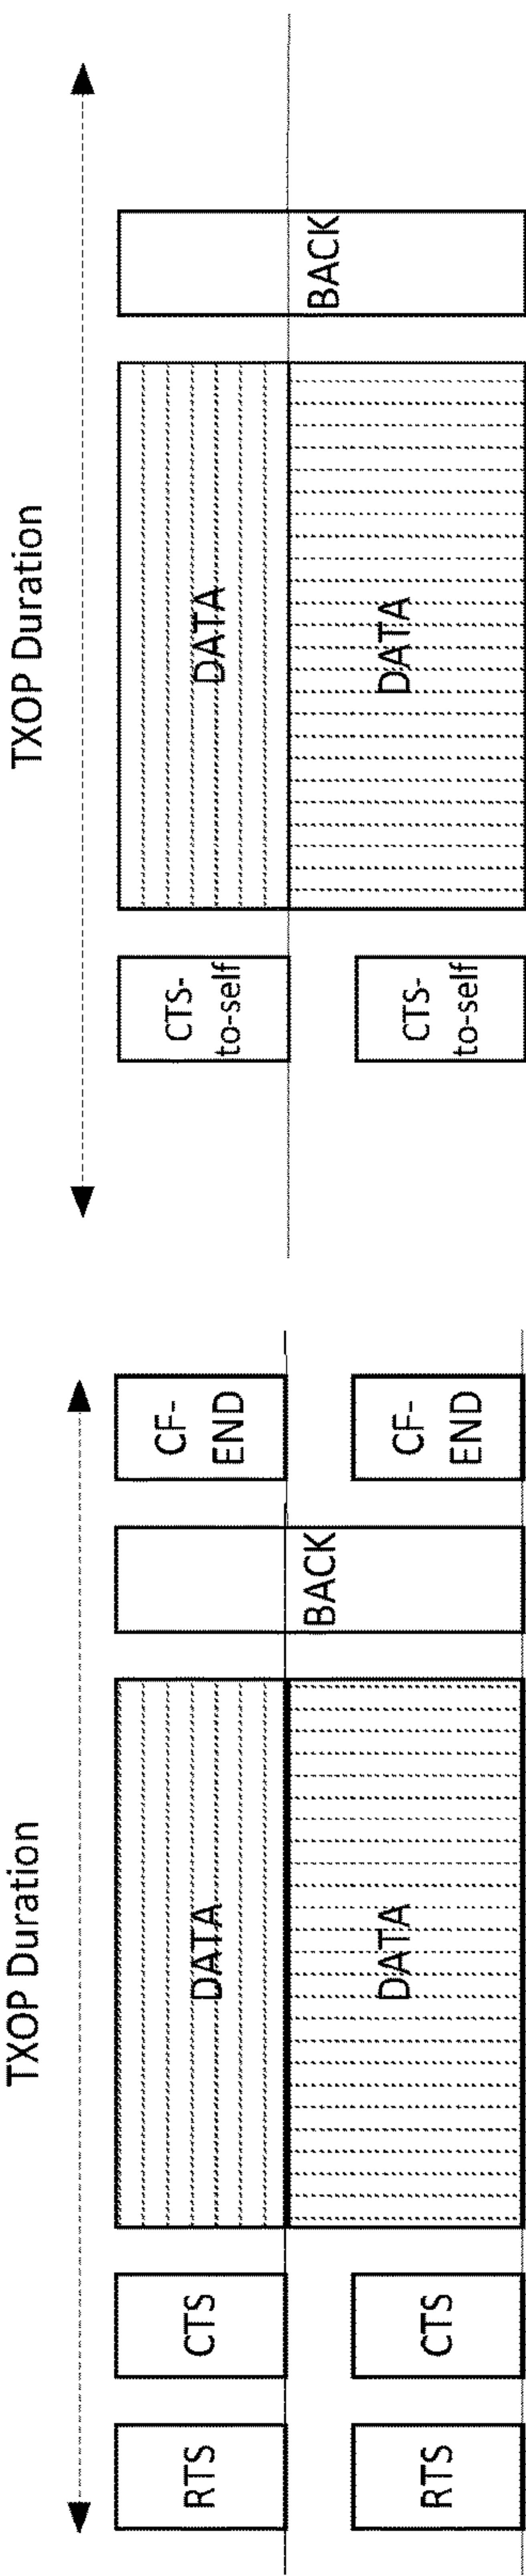 TXOP Duration
RTS
CTS
DATA
BACK
CF-
END
RTS
CTS
DATA
CF-
END
TXOP Duration
CTS-
to-self
DATA
BACK
CTS-
to-self
DATA